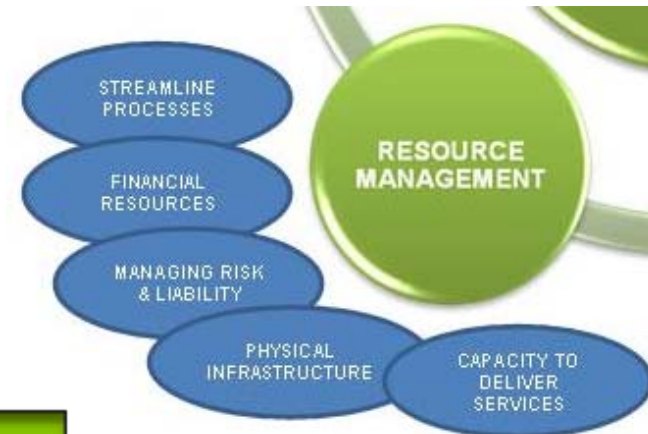 STREAMLINE
PROCESSES
FINANCIAL
RESOURCES
MANAGING RISK
& LIABILITY
PHYSICAL
INFRASTRUCTURE
CAPACITY TO
DELIVER
SERVICES
RESOURCE
MANAGEMENT